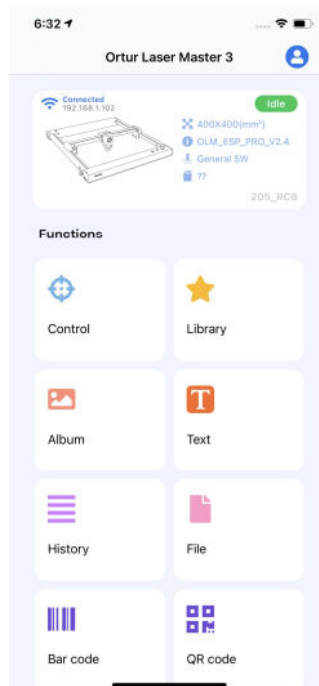 6:32
Ortur Laser Master 3
Connected
192.168.1.102
Idle
400X400(mm²)
OLM_ESP_PRO_V2.4
General 5W
??
205_RC8
Functions
Control
Library
Album
T
Text
History
File
Bar code
QR code